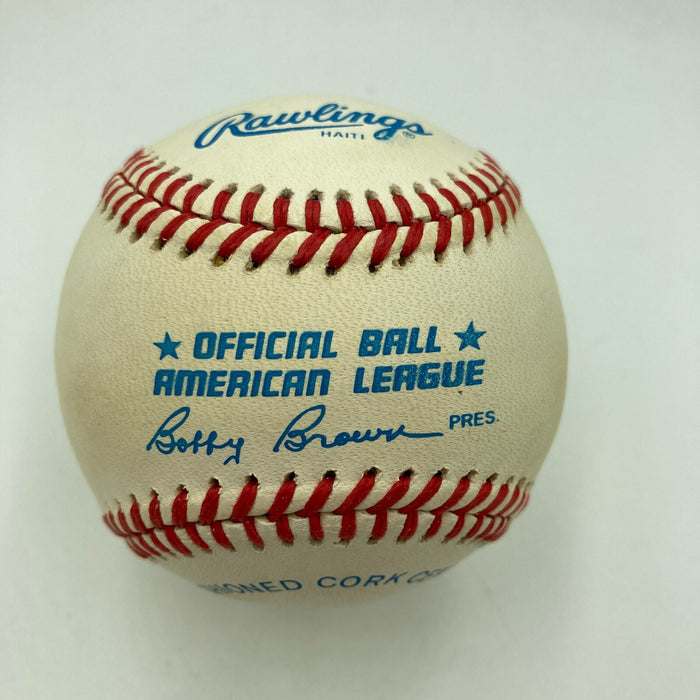 Rawlings®
HAITI
★ OFFICIAL BALL ★
AMERICAN LEAGUE
Bobby Brown PRES.
CORK